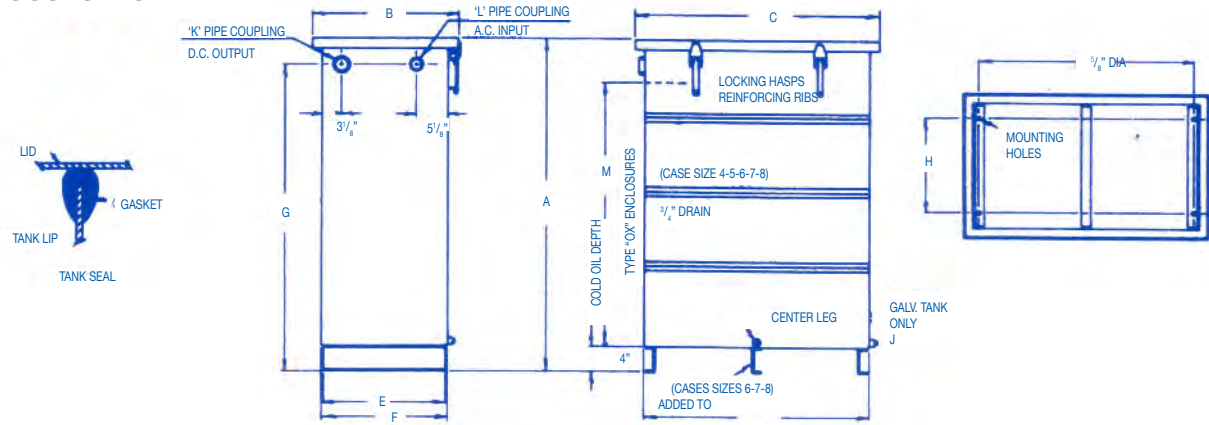 B
'L' PIPE COUPLING
A.C. INPUT
C
'K' PIPE COUPLING
D.C. OUTPUT
5/8" DIA
LOCKING HASPS
REINFORCING RIBS
3 1/8"
5 1/8"
MOUNTING
HOLES
LID
H
M
A
G
(CASE SIZE 4-5-6-7-8)
GASKET
3/4" DRAIN
TANK LIP
TANK SEAL
COLD OIL DEPTH
TYPE "OX" ENCLOSURES
CENTER LEG
GALV. TANK
ONLY
J
4"
(CASES SIZES 6-7-8)
ADDED TO
E
F